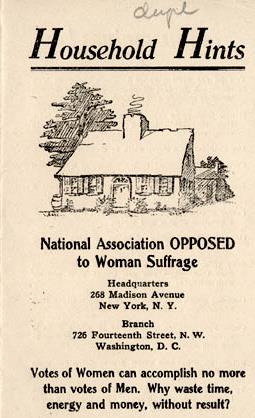 dupl
Household Hints
National Association OPPOSED
to Woman Suffrage
Headquarters
268 Madison Avenue
New York, N. Y.
Branch
726 Fourteenth Street, N. W.
Washington, D. C.
Votes of Women can accomplish no more
than votes of Men. Why waste time,
energy and money, without result?